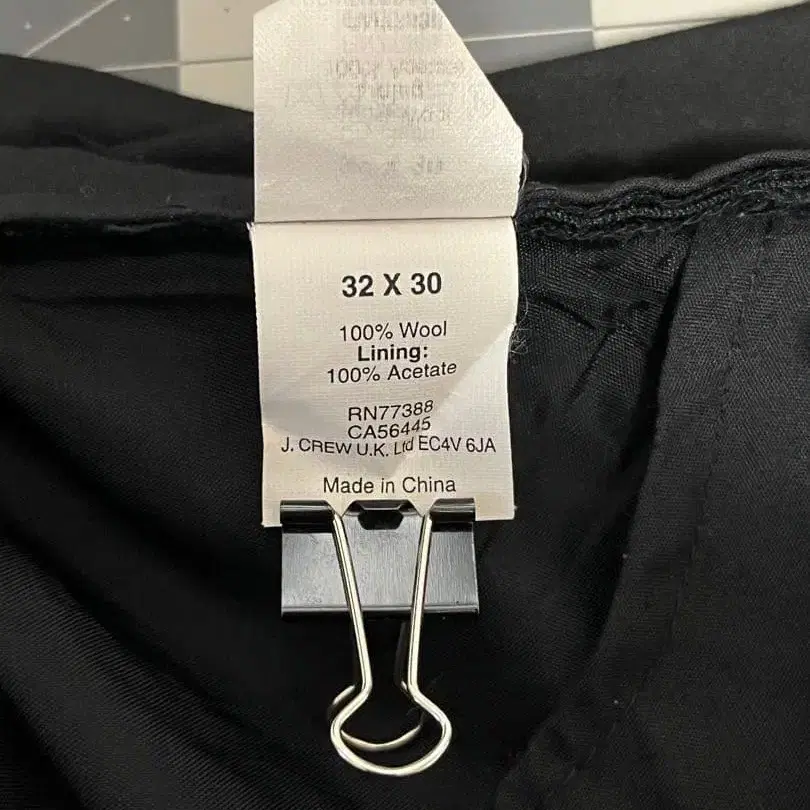 32 X 30
100% Wool
Lining:
100% Acetate
RN77388
CA56445
J. CREW U.K. Ltd EC4V 6JA
Made in China